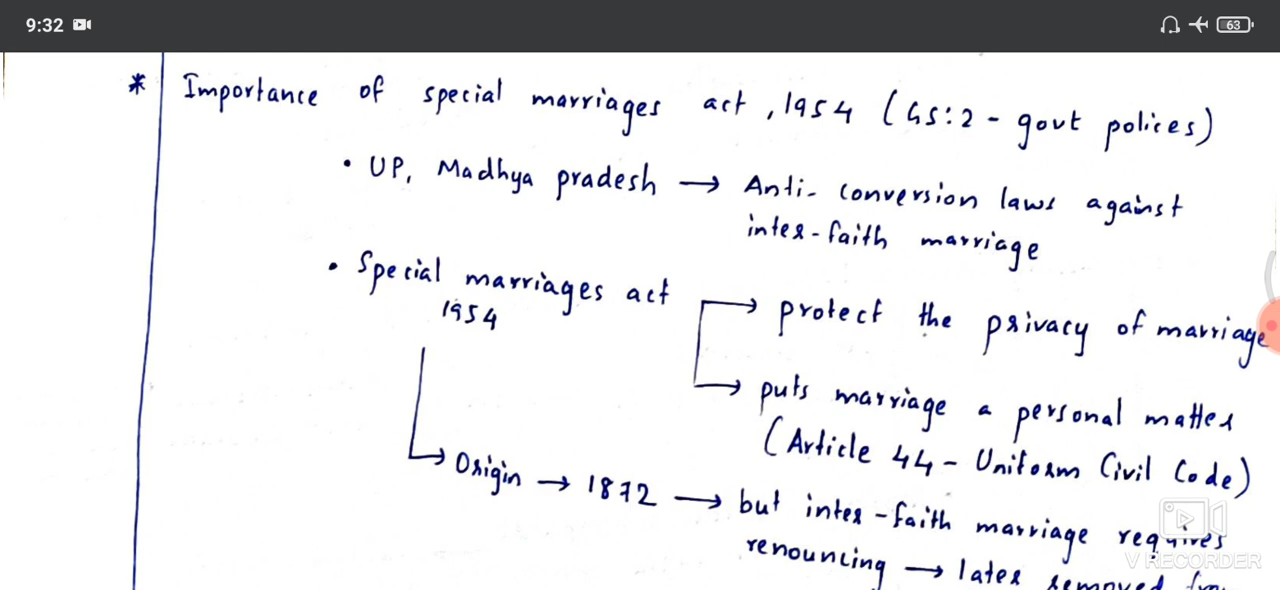 9:32
63
* Importance of special marriages act, 1954 (GS:2 - govt polices)
• UP, Madhya pradesh → Anti-conversion laws against
inter-faith marriage
• Special marriages act
1954
→ protect the privacy of marriage
→ puts marriage a personal matter
(Article 44 - Uniform Civil Code)
→ Origin → 1872 → but inter-faith marriage requires
renouncing → later removed from
V RECORDER